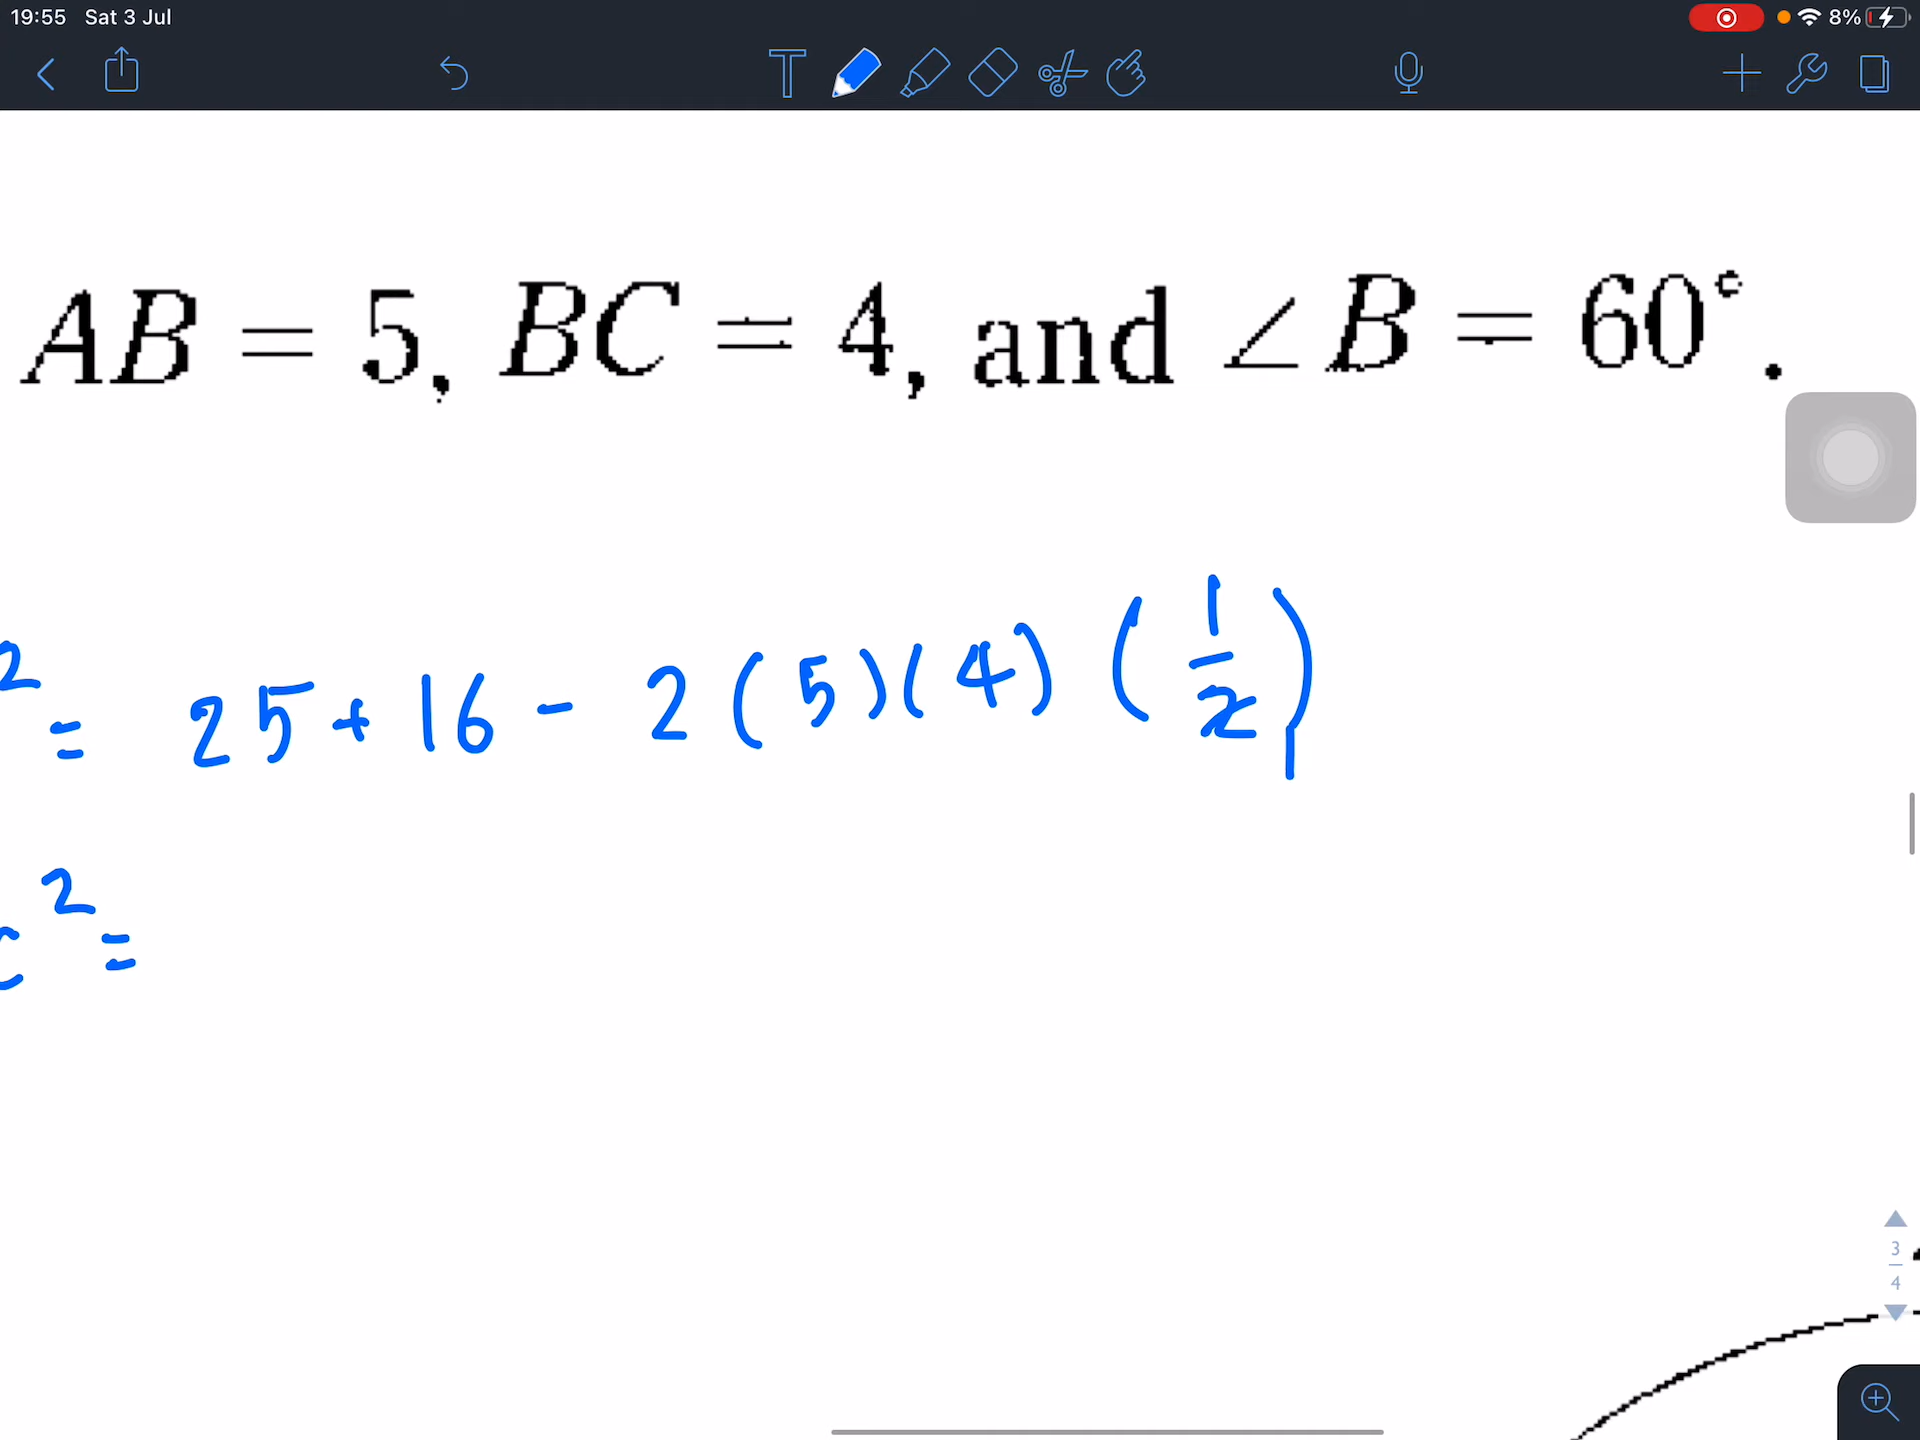 19:55 Sat 3 Jul 8%
T
AB = 5, BC = 4, and ∠B = 60°.
² = 25 + 16 - 2(5)(4)(1/2)
c² =
3
4